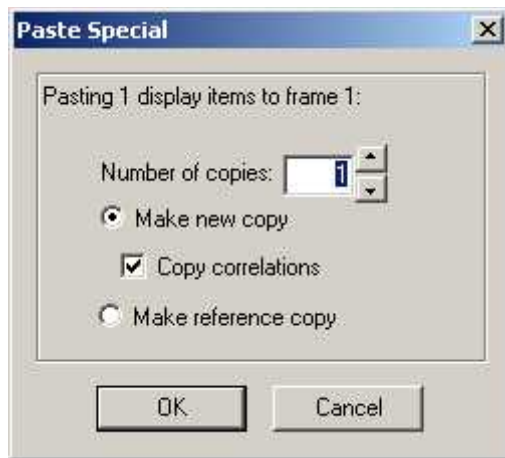 Paste Special
Pasting 1 display items to frame 1:
Number of copies: 1
Make new copy
Copy correlations
Make reference copy
OK Cancel